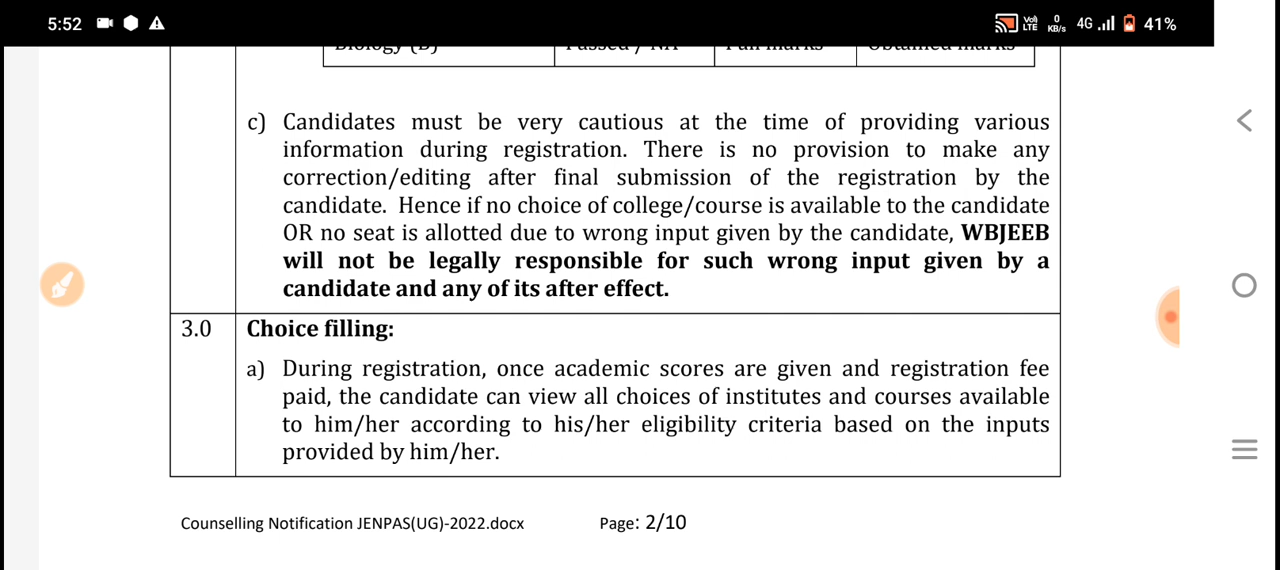 5:52
Vo) LTE 0 KB/s 4G 41%
c) Candidates must be very cautious at the time of providing various
information during registration. There is no provision to make any
correction/editing after final submission of the registration by the
candidate. Hence if no choice of college/course is available to the candidate
OR no seat is allotted due to wrong input given by the candidate, WBJEEB
will not be legally responsible for such wrong input given by a
candidate and any of its after effect.
3.0 Choice filling:
a) During registration, once academic scores are given and registration fee
paid, the candidate can view all choices of institutes and courses available
to him/her according to his/her eligibility criteria based on the inputs
provided by him/her.
Counselling Notification JENPAS(UG)-2022.docx Page: 2/10